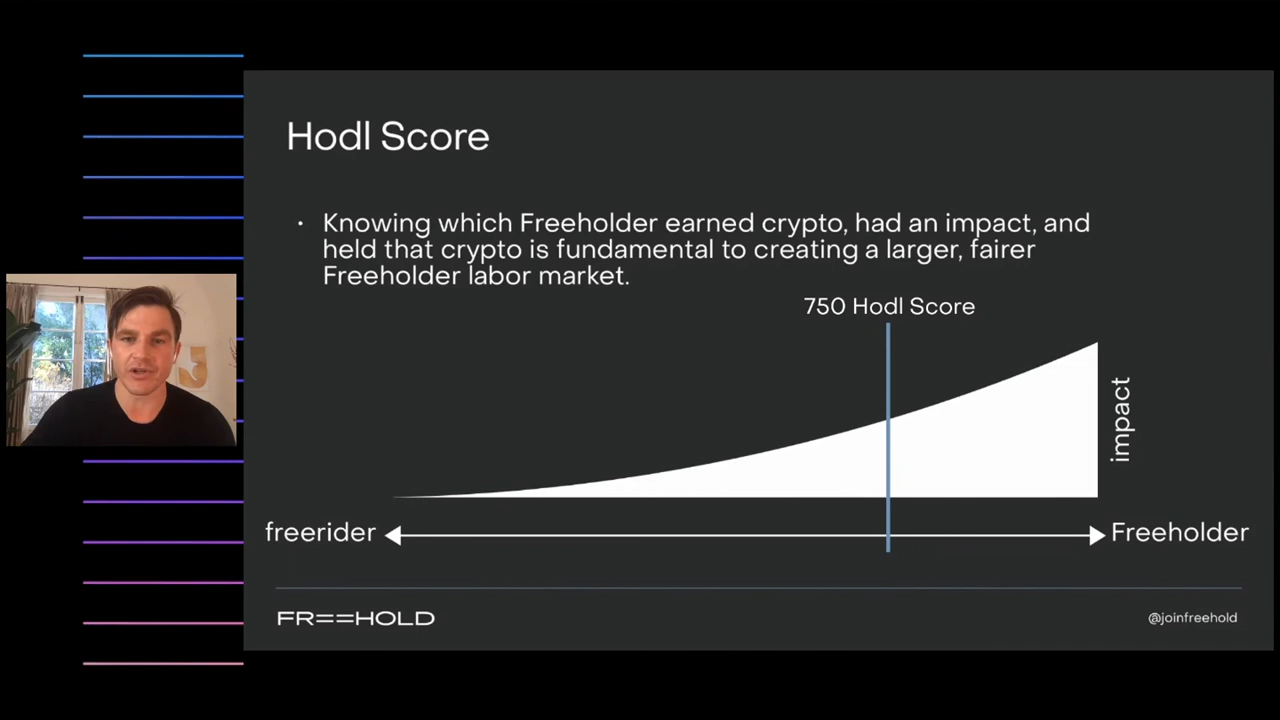 Hodl Score
• Knowing which Freeholder earned crypto, had an impact, and
held that crypto is fundamental to creating a larger, fairer
Freeholder labor market.
750 Hodl Score
impact
freerider
Freeholder
FR==HOLD
@joinfreehold